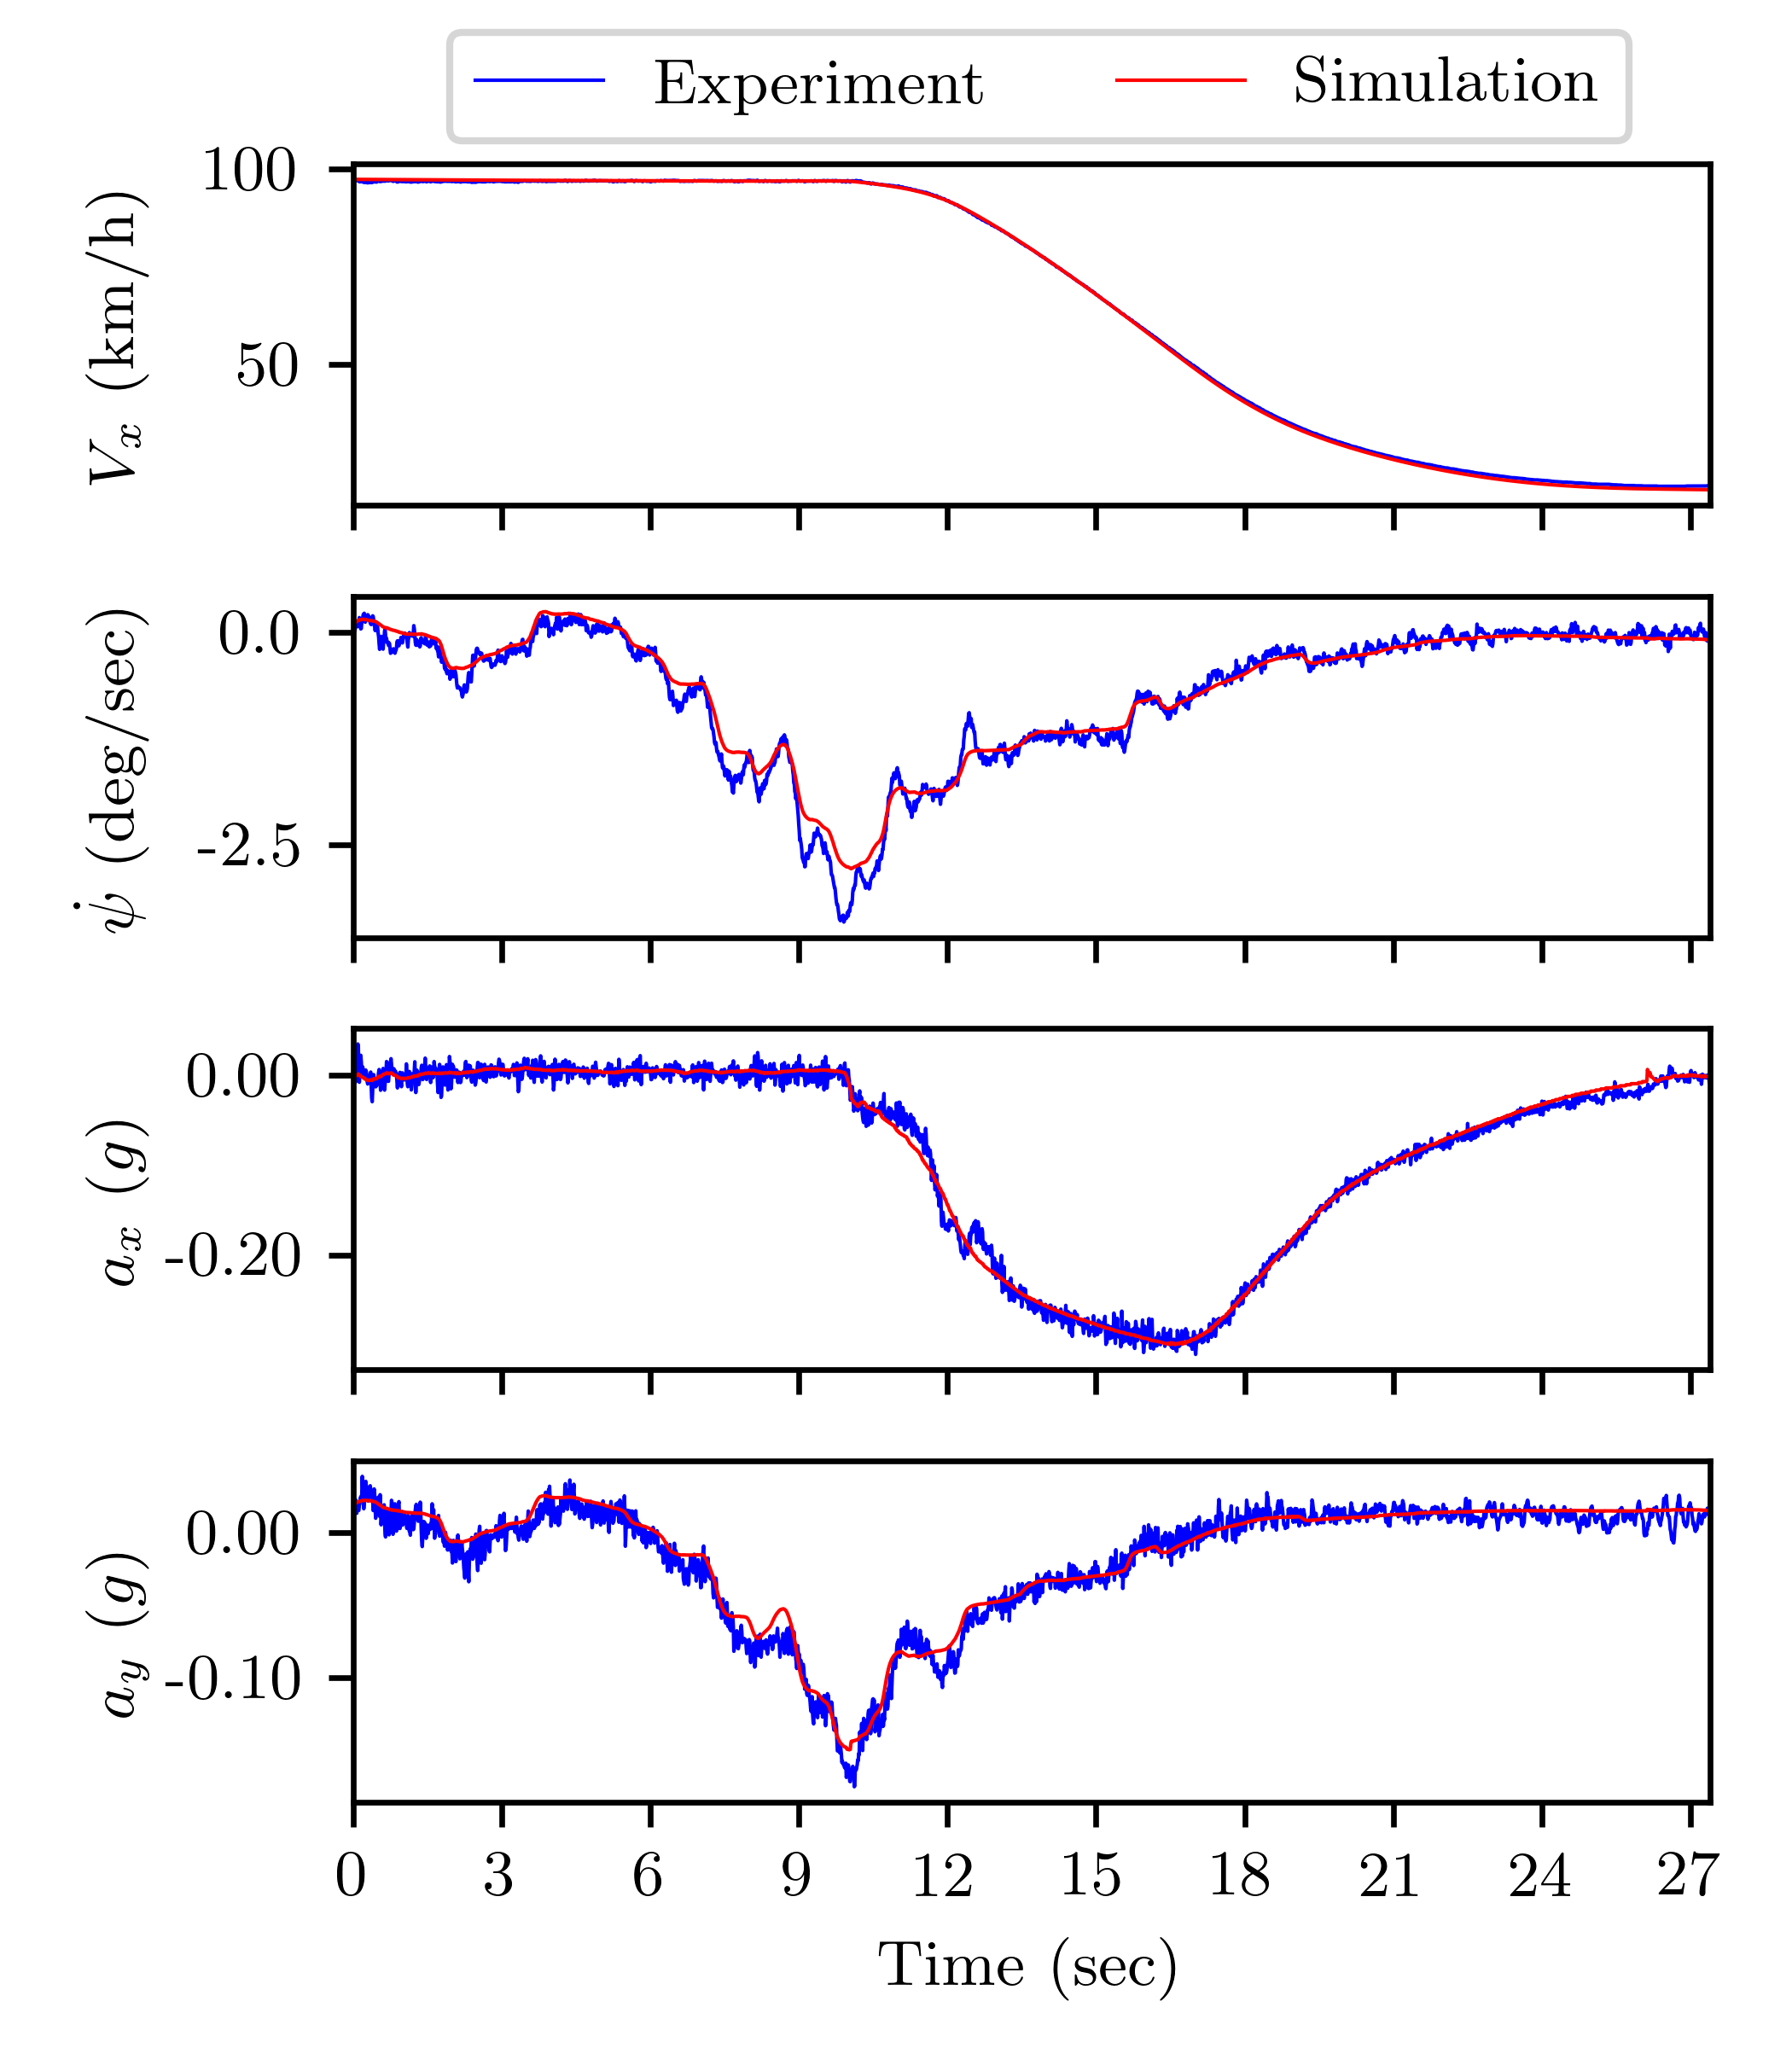 Experiment Simulation
100
50
V_x (km/h)
0.0
-2.5
ψ̇ (deg/sec)
0.00
-0.20
a_x (g)
0.00
-0.10
a_y (g)
0 3 6 9 12 15 18 21 24 27
Time (sec)